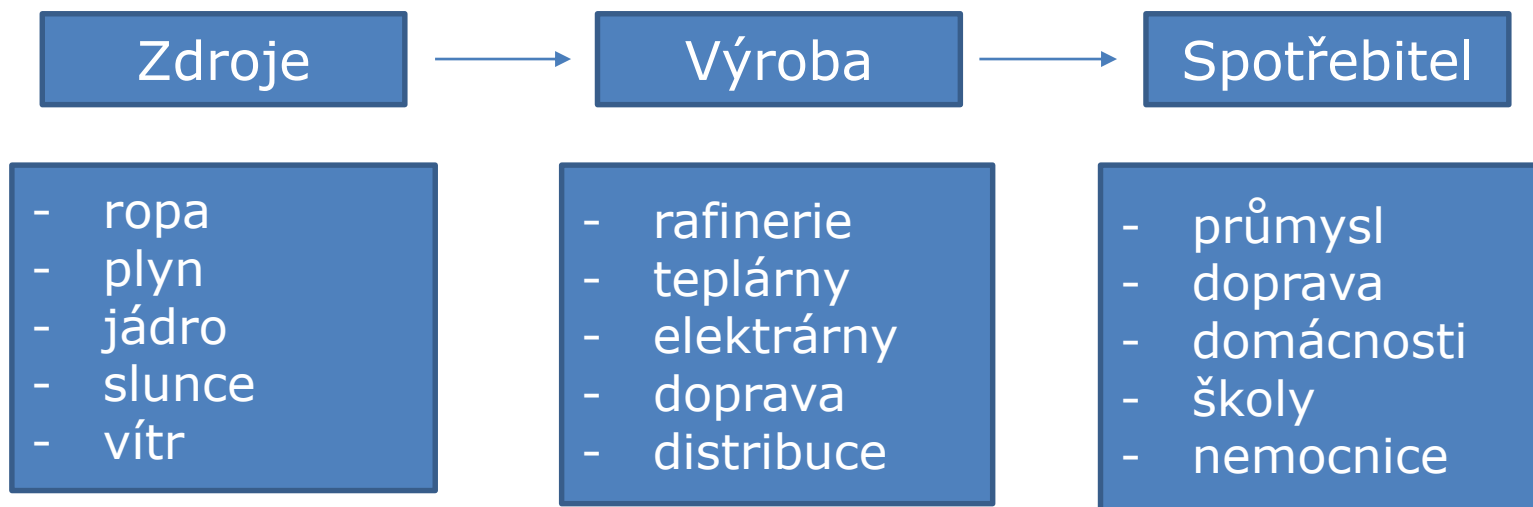 Zdroje
Výroba
Spotřebitel
- ropa
- plyn
- jádro
- slunce
- vítr
- rafinerie
- teplárny
- elektrárny
- doprava
- distribuce
- průmysl
- doprava
- domácnosti
- školy
- nemocnice